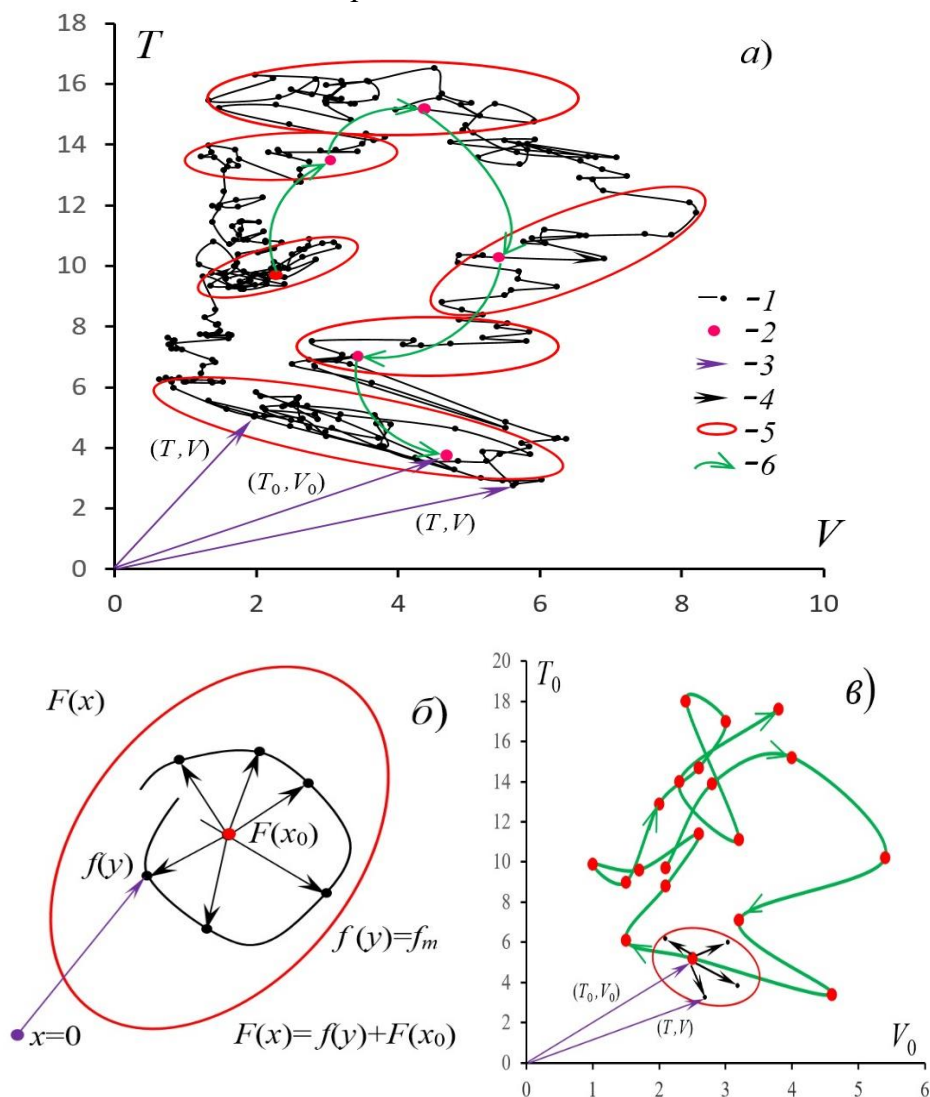 18
T
а)
16
14
12
10
8
6
4
2
0
-1
-2
-3
-4
-5
-6
(T,V)
(T₀,V₀)
(T,V)
V
0 2 4 6 8 10
F(x)
б)
F(x₀)
f(y)
f(y)=fₘ
x=0
F(x)= f(y)+F(x₀)
20
T₀
в)
18
16
14
12
10
8
6
4
2
0
(T₀,V₀)
(T,V)
V₀
0 1 2 3 4 5 6